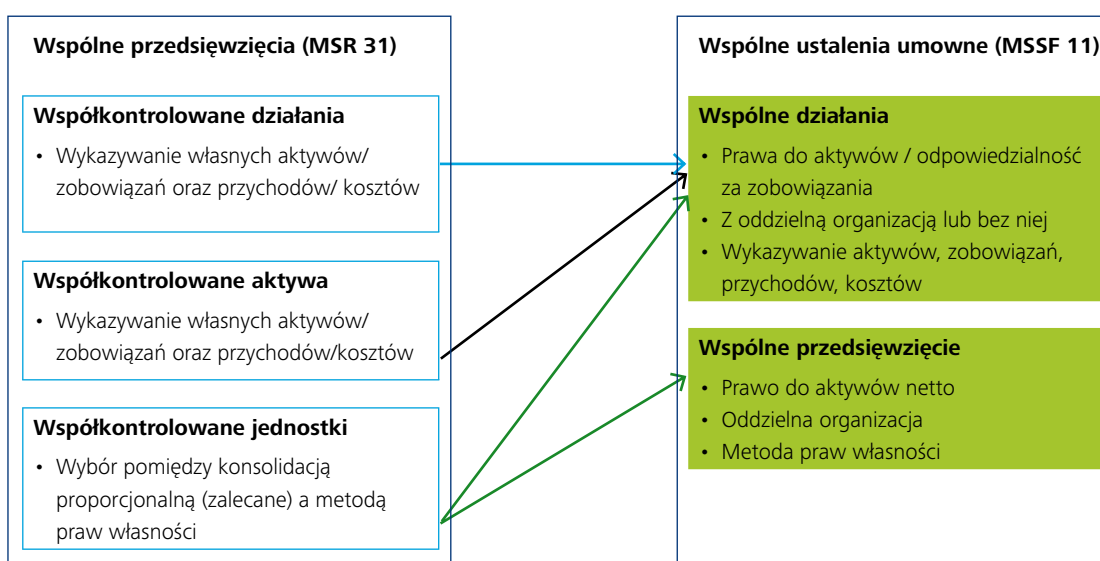 Wspólne przedsięwzięcia (MSR 31)
Współkontrolowane działania
• Wykazywanie własnych aktywów/
zobowiązań oraz przychodów/ kosztów
Współkontrolowane aktywa
• Wykazywanie własnych aktywów/
zobowiązań oraz przychodów/kosztów
Współkontrolowane jednostki
• Wybór pomiędzy konsolidacją
proporcjonalną (zalecane) a metodą
praw własności
Wspólne ustalenia umowne (MSSF 11)
Wspólne działania
• Prawa do aktywów / odpowiedzialność
za zobowiązania
• Z oddzielną organizacją lub bez niej
• Wykazywanie aktywów, zobowiązań,
przychodów, kosztów
Wspólne przedsięwzięcie
• Prawo do aktywów netto
• Oddzielna organizacja
• Metoda praw własności